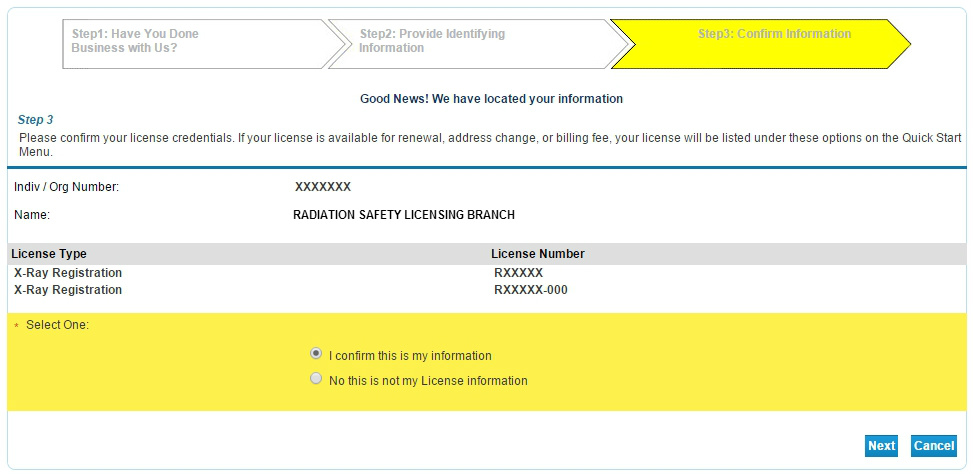 Step1: Have You Done
Business with Us?
Step2: Provide Identifying
Information
Step3: Confirm Information
Good News! We have located your information
Step 3
Please confirm your license credentials. If your license is available for renewal, address change, or billing fee, your license will be listed under these options on the Quick Start
Menu.
Indiv / Org Number: XXXXXXX
Name: RADIATION SAFETY LICENSING BRANCH
License Type License Number
X-Ray Registration RXXXXX
X-Ray Registration RXXXXX-000
* Select One:
I confirm this is my information
No this is not my License information
Next Cancel